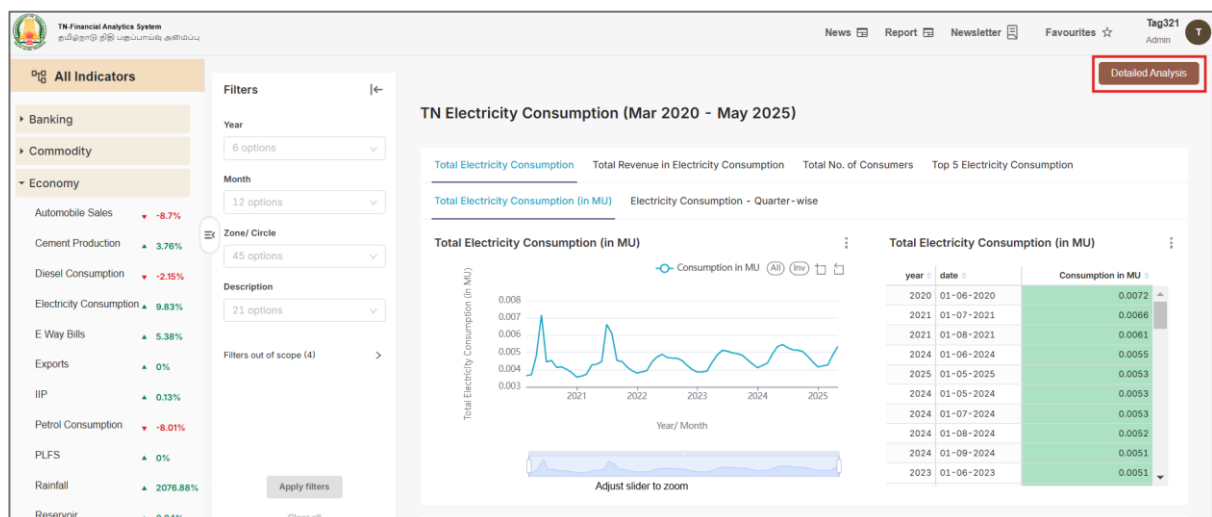 TN-Financial Analytics System
தமிழ்நாடு நிதி பகுப்பாய்வு அமைப்பு
News
Report
Newsletter
Favourites
Tag321
Admin
T
Detailed Analysis
All Indicators
Banking
Commodity
Economy
Automobile Sales -8.7%
Cement Production 3.76%
Diesel Consumption -2.15%
Electricity Consumption 9.83%
E Way Bills 5.38%
Exports 0%
IIP 0.13%
Petrol Consumption -8.01%
PLFS 0%
Rainfall 2076.88%
Reservoir
Filters
Year
6 options
Month
12 options
Zone/ Circle
45 options
Description
21 options
Filters out of scope (4)
Apply filters
Clear all
TN Electricity Consumption (Mar 2020 - May 2025)
Total Electricity Consumption Total Revenue in Electricity Consumption Total No. of Consumers Top 5 Electricity Consumption
Total Electricity Consumption (in MU) Electricity Consumption - Quarter-wise
Total Electricity Consumption (in MU)
Consumption in MU All Inv
Total Electricity Consumption (in MU)
0.008
0.007
0.006
0.005
0.004
0.003
2021 2022 2023 2024 2025
Year/ Month
Adjust slider to zoom
Total Electricity Consumption (in MU)
year date Consumption in MU
2020 01-06-2020 0.0072
2021 01-07-2021 0.0066
2021 01-08-2021 0.0061
2024 01-06-2024 0.0055
2025 01-05-2025 0.0053
2024 01-05-2024 0.0053
2024 01-07-2024 0.0053
2024 01-08-2024 0.0052
2024 01-09-2024 0.0051
2023 01-06-2023 0.0051